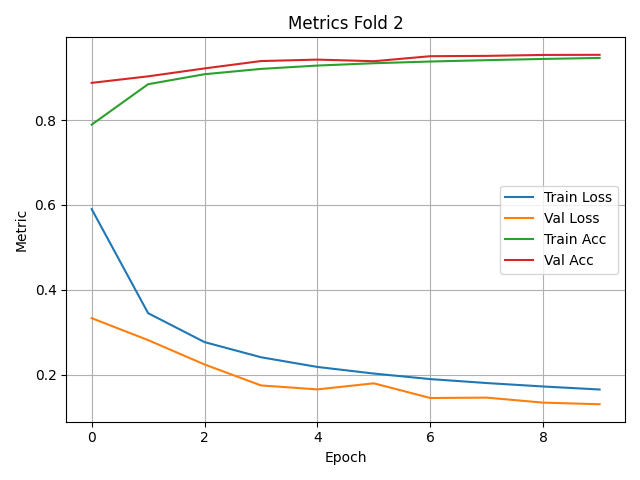 Metrics Fold 2
Metric
0.8
0.6
0.4
0.2
Train Loss
Val Loss
Train Acc
Val Acc
0 2 4 6 8
Epoch